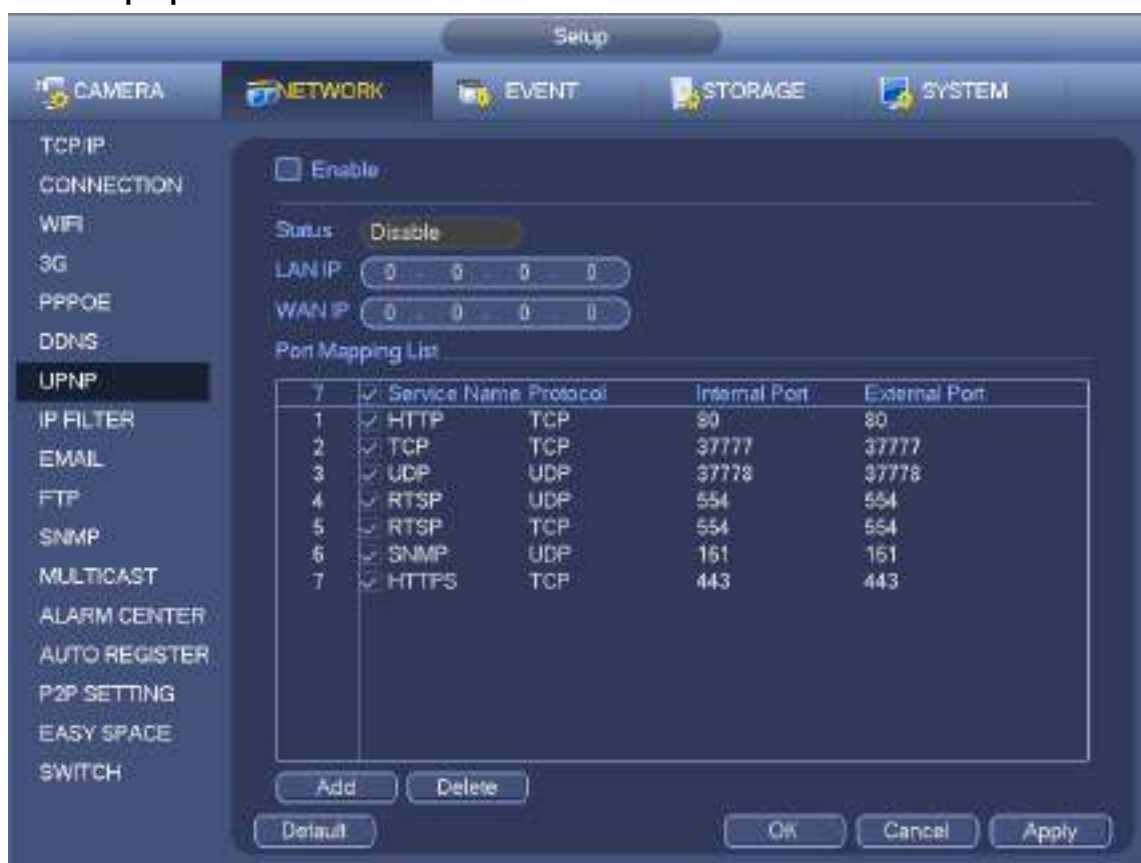 Setup
CAMERA NETWORK EVENT STORAGE SYSTEM
TCP/IP
CONNECTION
WIFI
3G
PPPOE
DDNS
UPNP
IP FILTER
EMAIL
FTP
SNMP
MULTICAST
ALARM CENTER
AUTO REGISTER
P2P SETTING
EASY SPACE
SWITCH
Enable
Status Disable
LAN IP 0 . 0 . 0 . 0
WAN IP 0 . 0 . 0 . 0
Port Mapping List
7 Service Name Protocol Internal Port External Port
1 HTTP TCP 80 80
2 TCP TCP 37777 37777
3 UDP UDP 37778 37778
4 RTSP UDP 554 554
5 RTSP TCP 554 554
6 SNMP UDP 161 161
7 HTTPS TCP 443 443
Add Delete
Default OK Cancel Apply